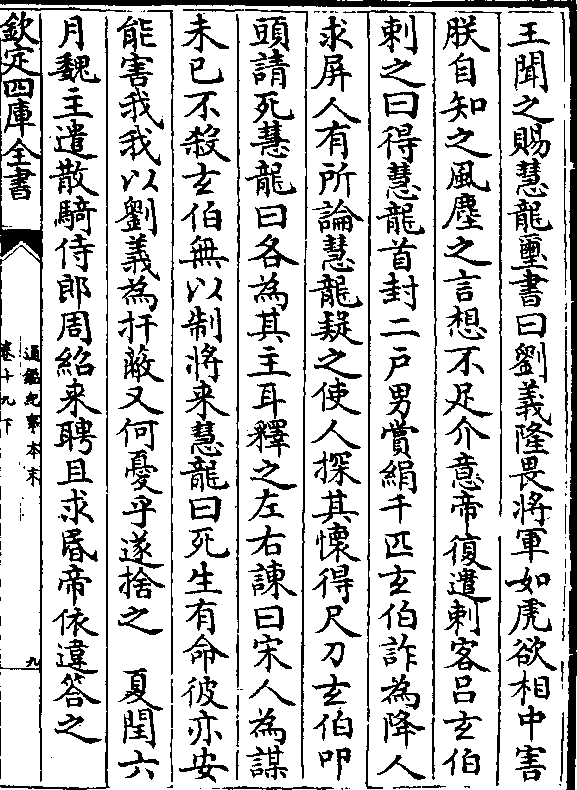 王聞之賜慧龍璽書曰劉義隆畏將軍如虎欲相中害
朕自知之風塵之言想不足介意帝復遣刺客呂玄伯
刺之曰得慧龍首封二户男賞絹千匹玄伯詐為降人
求屏人有所論慧龍疑之使人探其懷得尺刀玄伯叩
頭請死慧龍曰各為其主耳釋之左右諫曰宋人為謀
未已不殺玄伯無以制將来慧龍曰死生有命彼亦安
能害我我以劉義為扞蔽又何憂乎遂捨之　夏閏六
月魏主遣散騎侍郎周紹来聘且求昏帝依違答之
欽定四庫全書
通鑑紀事本末
卷十九下
九